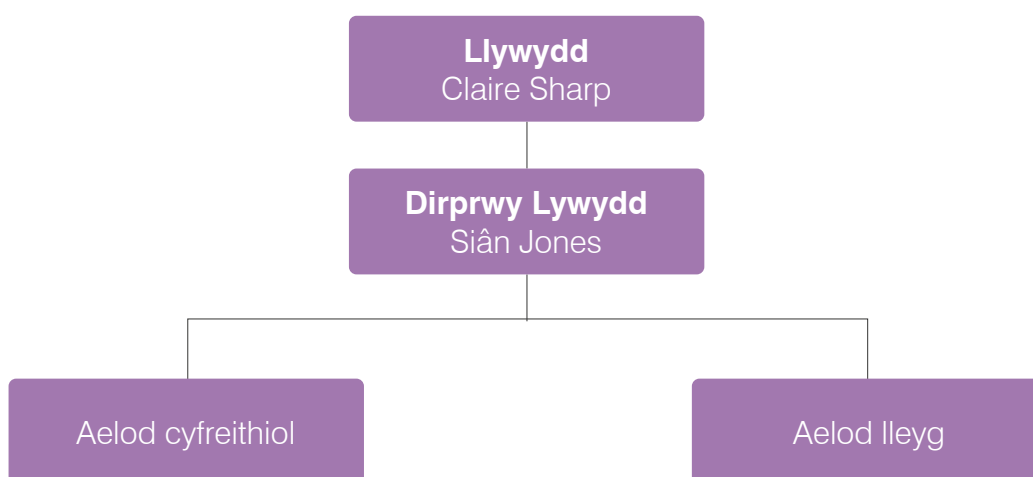 Llywydd
Claire Sharp
Dirprwy Lywydd
Siân Jones
Aelod cyfreithiol
Aelod lleyg